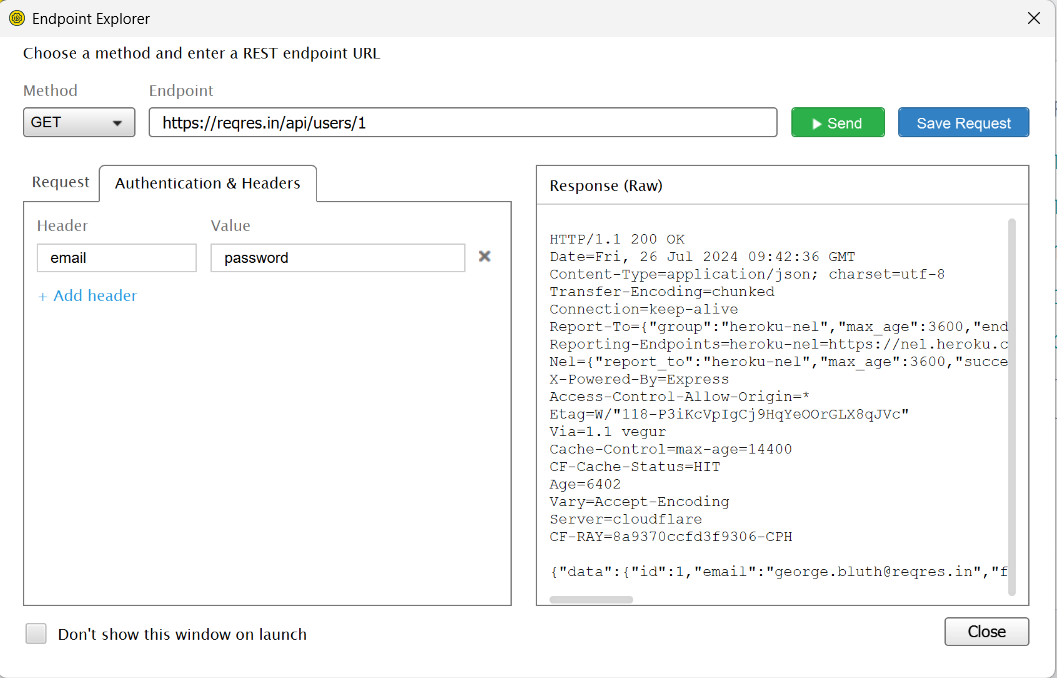 Endpoint Explorer
Choose a method and enter a REST endpoint URL
Method Endpoint
GET https://reqres.in/api/users/1 Send Save Request
Request Authentication & Headers
Header Value
email password
+ Add header
Response (Raw)
HTTP/1.1 200 OK
Date=Fri, 26 Jul 2024 09:42:36 GMT
Content-Type=application/json; charset=utf-8
Transfer-Encoding=chunked
Connection=keep-alive
Report-To={"group":"heroku-nel","max_age":3600,"end
Reporting-Endpoints=heroku-nel=https://nel.heroku.c
Nel={"report_to":"heroku-nel","max_age":3600,"succe
X-Powered-By=Express
Access-Control-Allow-Origin=*
Etag=W/"118-P3iKcVpIgCj9HqYeOOrGLX8qJVc"
Via=1.1 vegur
Cache-Control=max-age=14400
CF-Cache-Status=HIT
Age=6402
Vary=Accept-Encoding
Server=cloudflare
CF-RAY=8a9370ccfd3f9306-CPH
{"data":{"id":1,"email":"george.bluth@reqres.in","f
Don't show this window on launch
Close